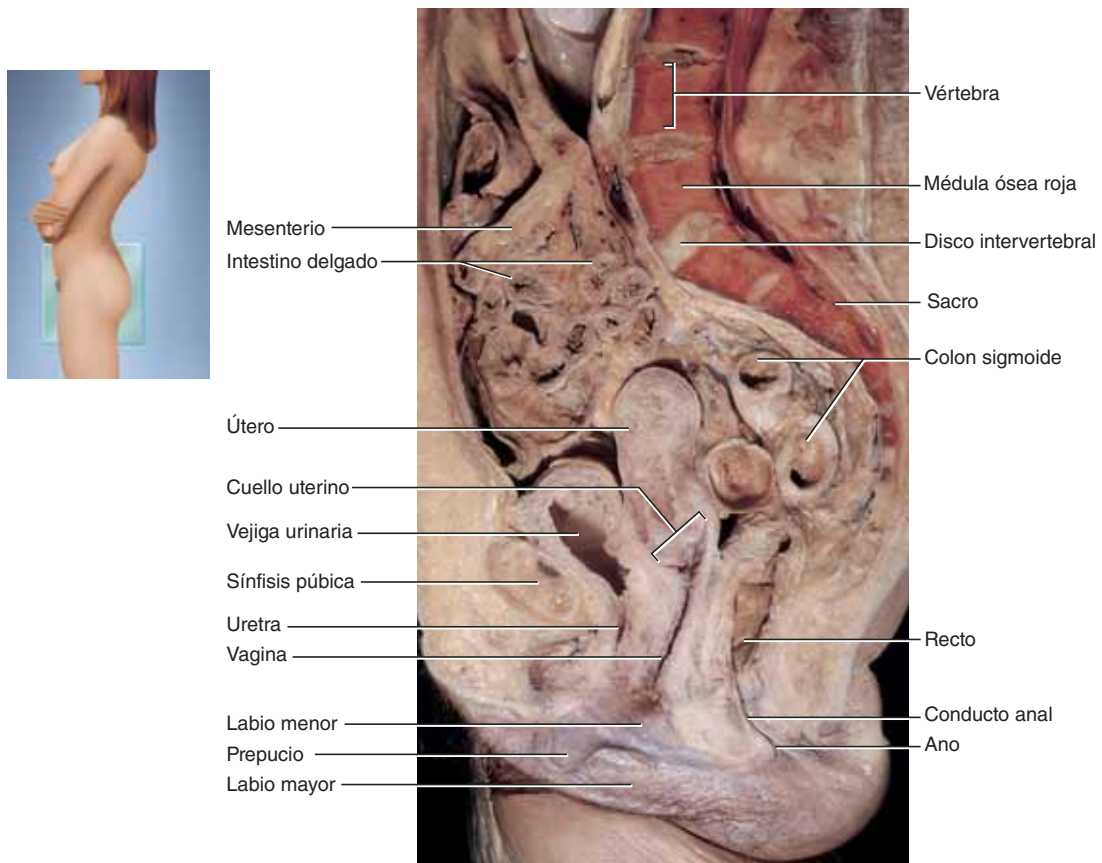 Mesenterio
Intestino delgado
Útero
Cuello uterino
Vejiga urinaria
Sínfisis púbica
Uretra
Vagina
Labio menor
Prepucio
Labio mayor
Vértebra
Médula ósea roja
Disco intervertebral
Sacro
Colon sigmoide
Recto
Conducto anal
Ano